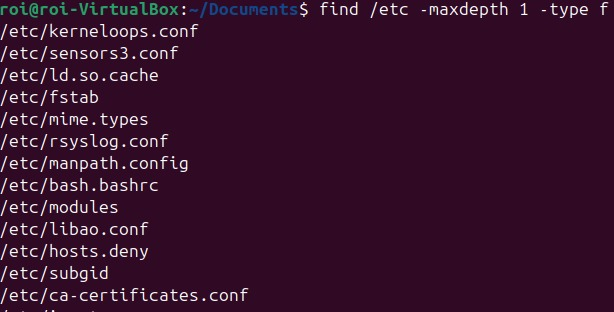 roi@roi-VirtualBox:~/Documents$ find /etc -maxdepth 1 -type f
/etc/kerneloops.conf
/etc/sensors3.conf
/etc/ld.so.cache
/etc/fstab
/etc/mime.types
/etc/rsyslog.conf
/etc/manpath.config
/etc/bash.bashrc
/etc/modules
/etc/libao.conf
/etc/hosts.deny
/etc/subgid
/etc/ca-certificates.conf